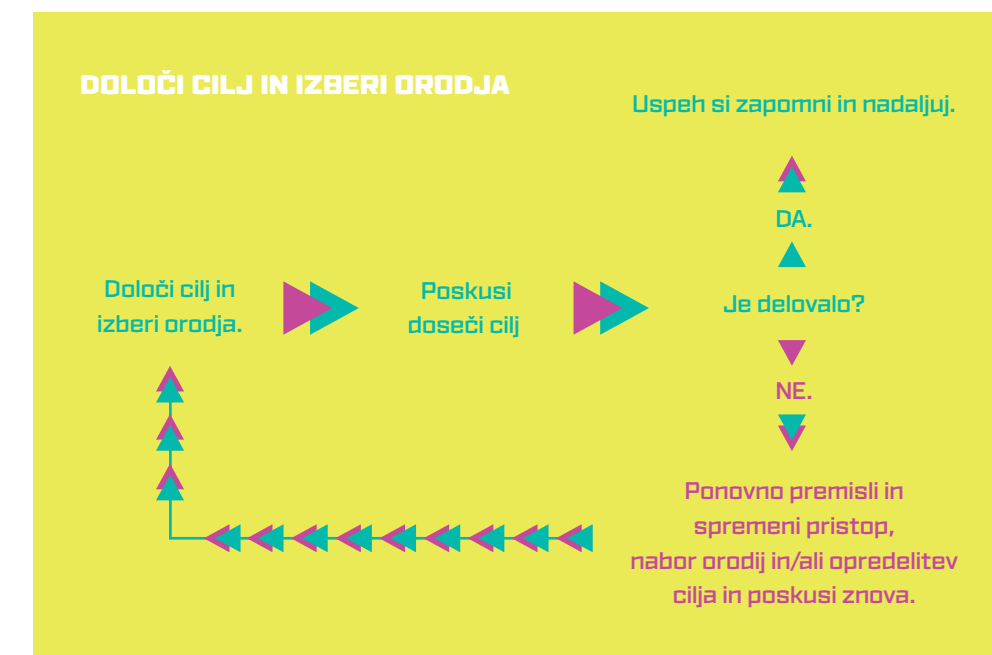 DOLOČI CILJ IN IZBERI ORODJA
Uspeh si zapomni in nadaljuj.
DA.
Določi cilj in
izberi orodja.
Poskusi
doseči cilj
Je delovalo?
NE.
Ponovno premisli in
spremeni pristop,
nabor orodij in/ali opredelitev
cilja in poskusi znova.